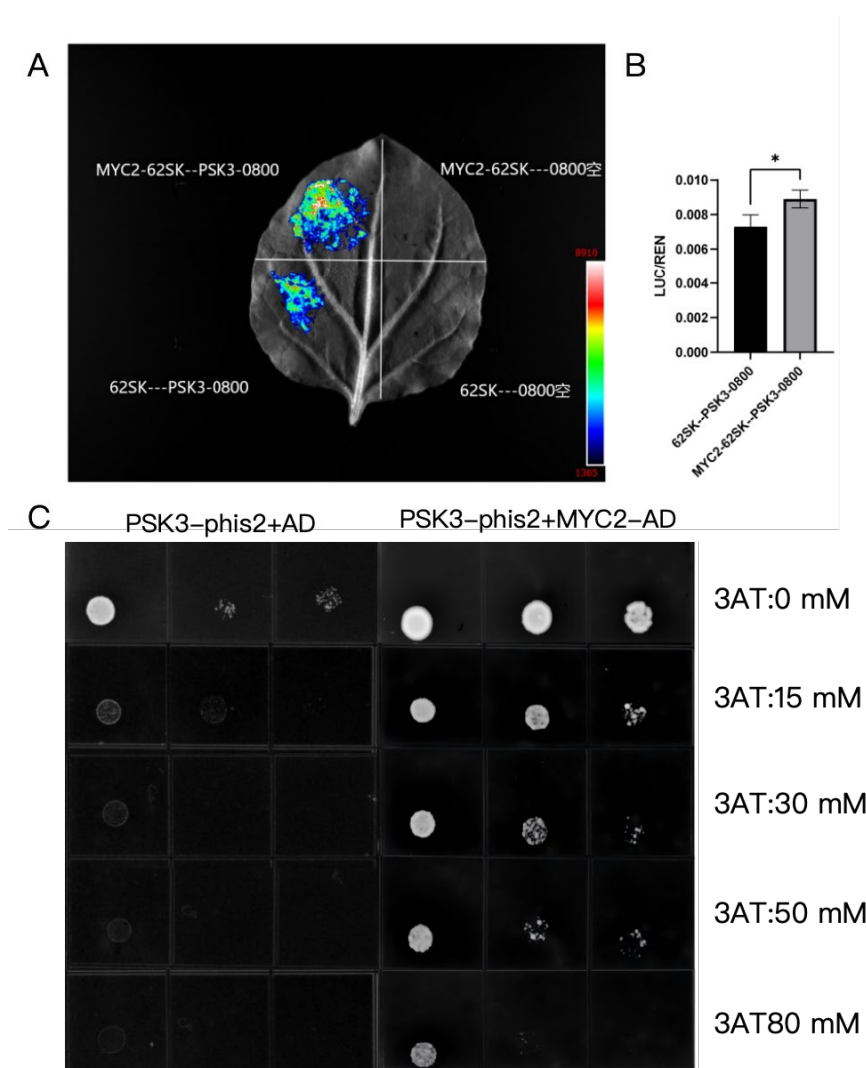 A
B
MYC2-62SK--PSK3-0800
MYC2-62SK---0800空
62SK---PSK3-0800
62SK---0800空
8910
1365
*
LUC/REN
0.010
0.008
0.006
0.004
0.002
0.000
62SK--PSK3-0800
MYC2-62SK--PSK3-0800
C
PSK3-phis2+AD
PSK3-phis2+MYC2-AD
3AT:0 mM
3AT:15 mM
3AT:30 mM
3AT:50 mM
3AT80 mM